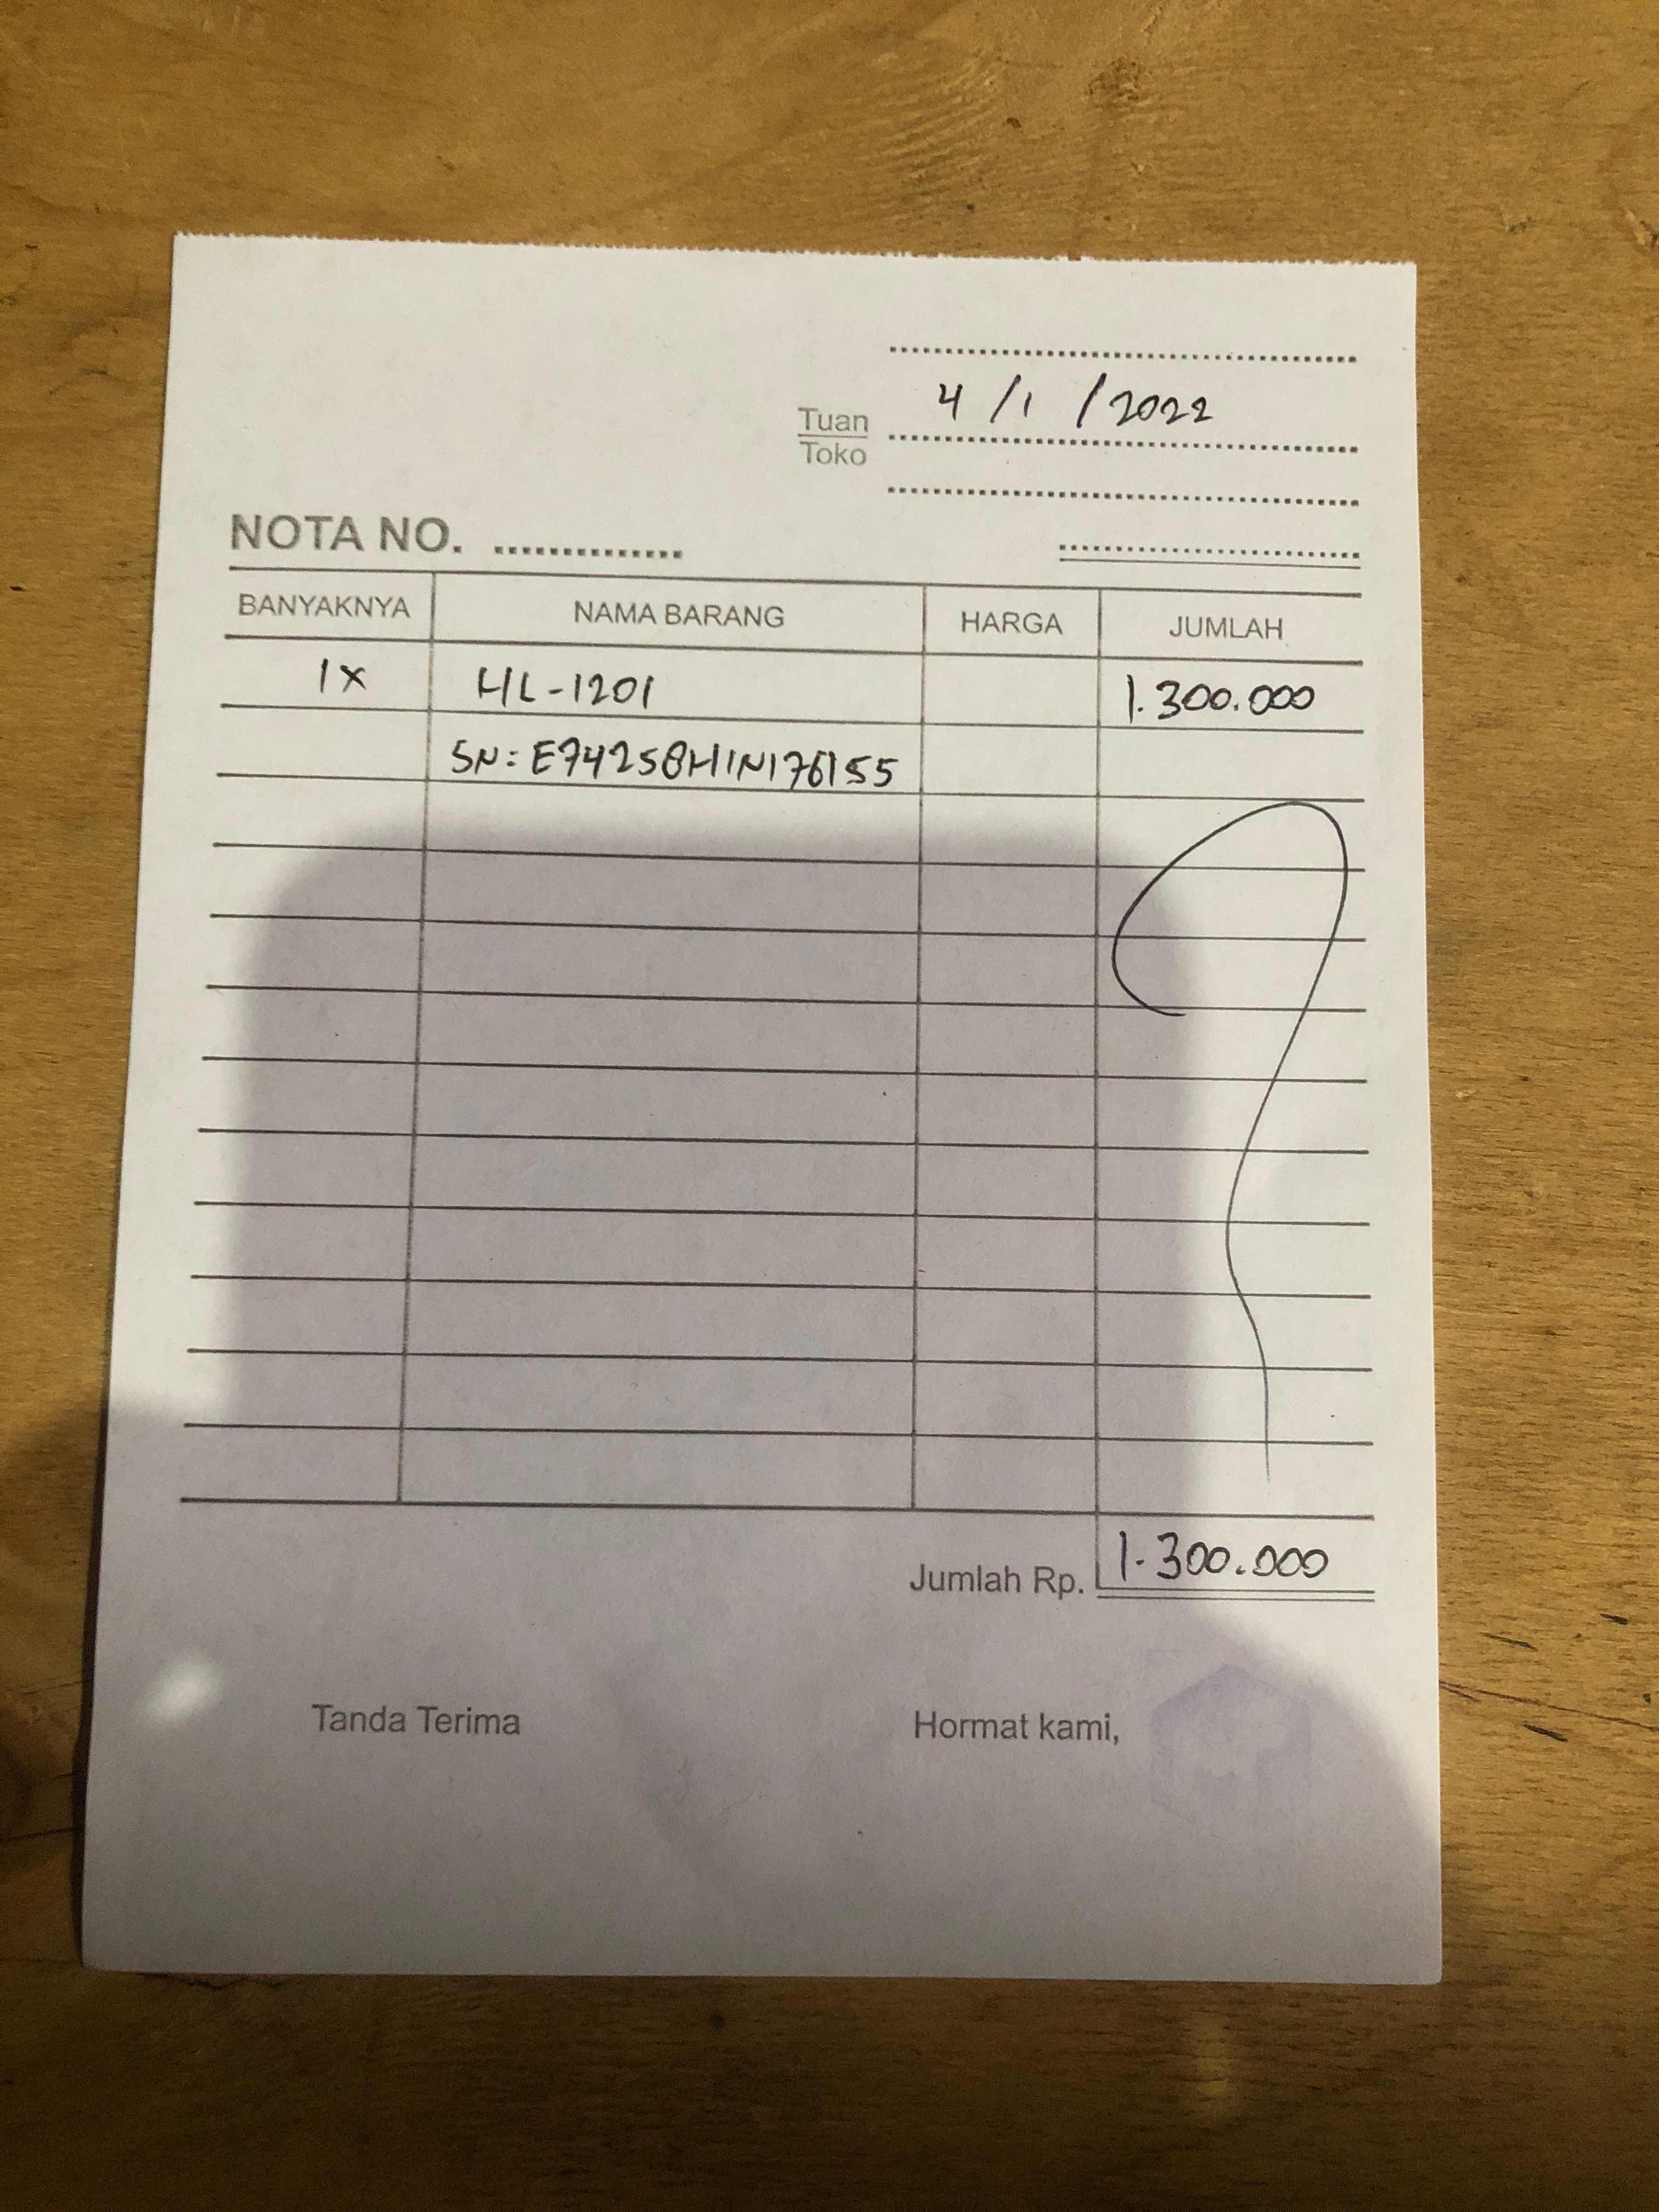 4/1/2022
Tuan
Toko
NOTA NO.
BANYAKNYA NAMA BARANG HARGA JUMLAH
1x HL-1201 1.300.000
SN: E74258H1N176155
Jumlah Rp. 1.300.000
Tanda Terima Hormat kami,